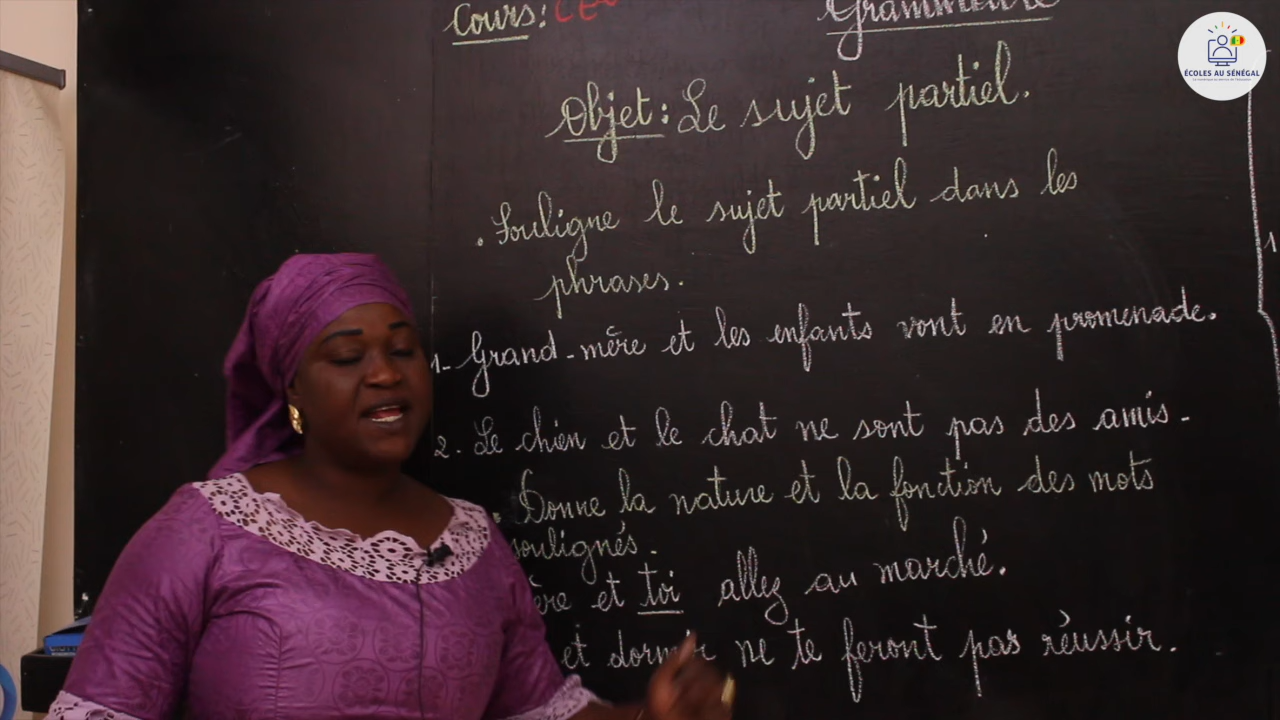 Cours:
Grammaire
Objet: Le sujet partiel.
. Souligne le sujet partiel dans les
phrases.
1- Grand-mère et les enfants vont en promenade.
2. Le chien et le chat ne sont pas des amis.
. Donne la nature et la fonction des mots
soulignés.
et toi allez au marché.
et dormir ne te feront pas réussir.
ÉCOLES AU SÉNÉGAL